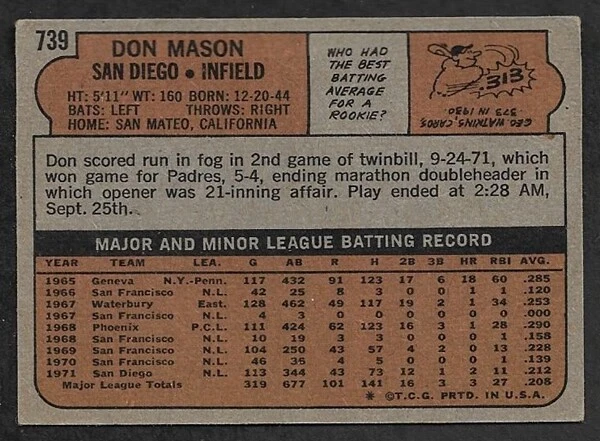 739
DON MASON
SAN DIEGO • INFIELD
HT: 5'11" WT: 160 BORN: 12-20-44
BATS: LEFT THROWS: RIGHT
HOME: SAN MATEO, CALIFORNIA
WHO HAD
THE BEST
BATTING
AVERAGE
FOR A
ROOKIE?
313
GEO. WATKINS, CARDS,
.373 IN 1930
Don scored run in fog in 2nd game of twinbill, 9-24-71, which
won game for Padres, 5-4, ending marathon doubleheader in
which opener was 21-inning affair. Play ended at 2:28 AM,
Sept. 25th.
MAJOR AND MINOR LEAGUE BATTING RECORD
YEAR TEAM LEA. G AB R H 2B 3B HR RBI AVG.
1965 Geneva N.Y.-Penn. 117 432 91 123 17 6 18 60 .285
1966 San Francisco N.L. 42 25 8 3 0 0 1 1 .120
1967 Waterbury East. 128 462 49 117 19 2 1 34 .253
1967 San Francisco N.L. 4 3 0 0 0 0 0 0 .000
1968 Phoenix P.C.L. 111 424 62 123 16 3 1 28 .290
1968 San Francisco N.L. 10 19 3 3 0 0 0 1 .158
1969 San Francisco N.L. 104 250 43 57 4 2 0 13 .228
1970 San Francisco N.L. 46 36 4 5 0 0 0 1 .139
1971 San Diego N.L. 113 344 43 73 12 1 2 11 .212
Major League Totals 319 677 101 141 16 3 3 27 .208
* ©T.C.G. PRTD. IN U.S.A.